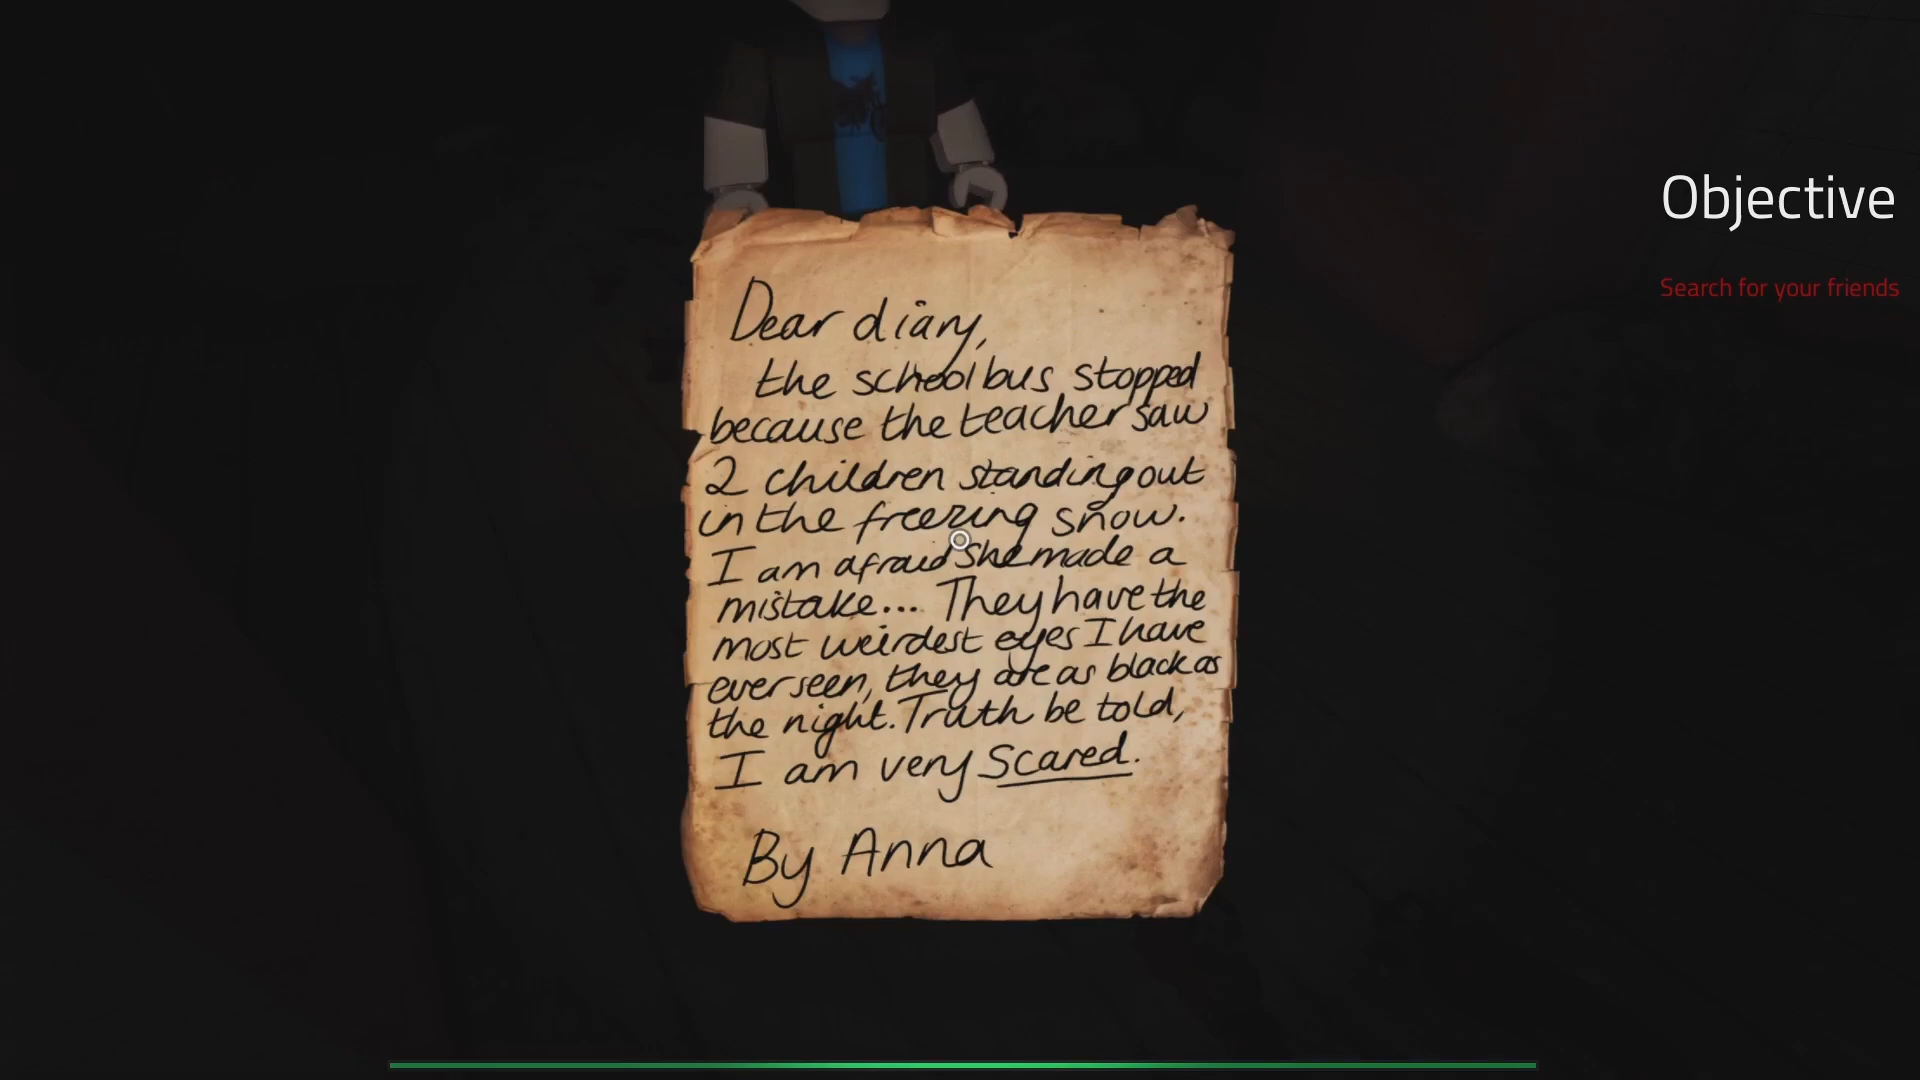 Dear diary,
the school bus stopped
because the teacher saw
2 children standing out
in the freezing snow.
I am afraid she made a
mistake... They have the
most weirdest eyes I have
ever seen, they are as black as
the night. Truth be told,
I am very Scared.
By Anna
Objective
Search for your friends